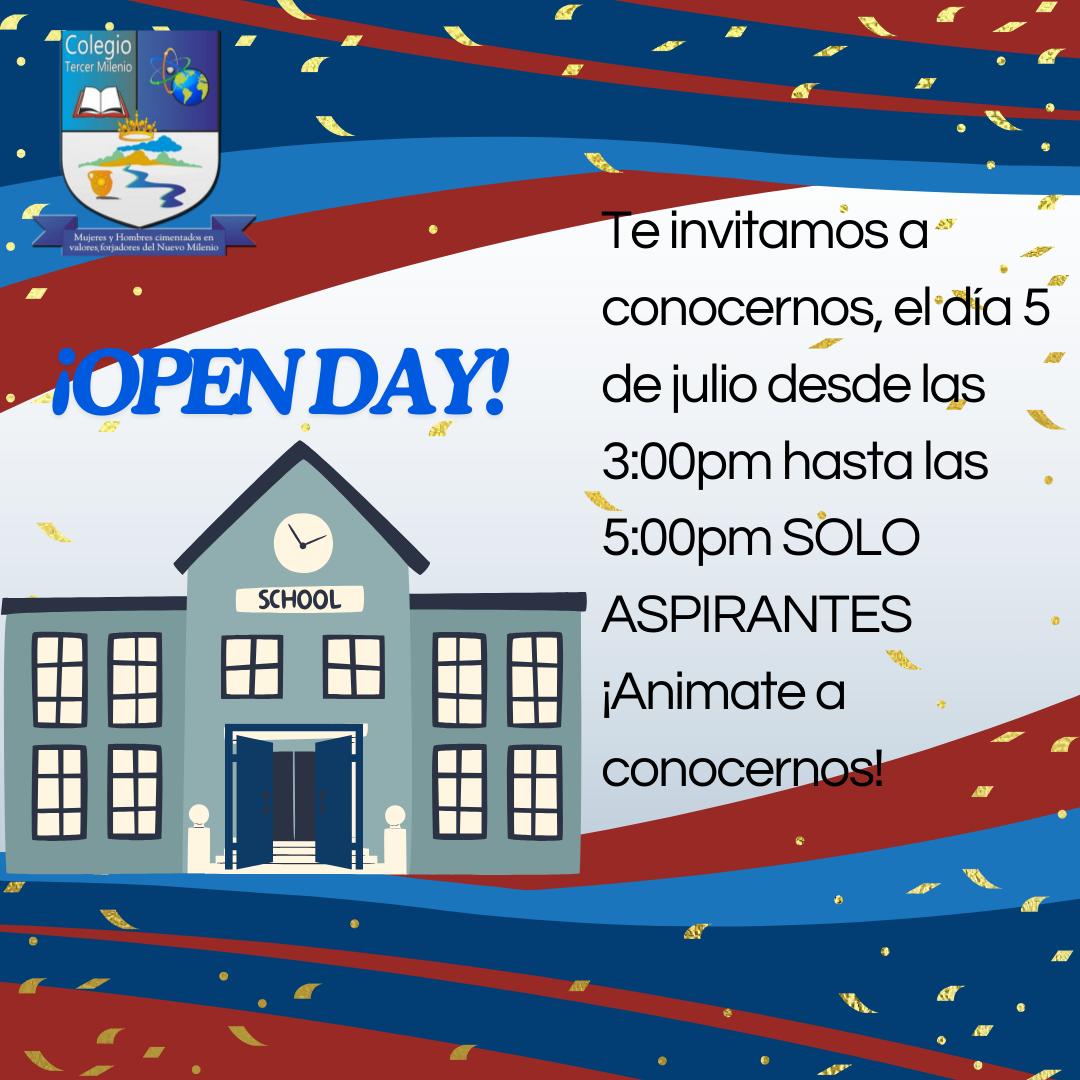 Colegio
Tercer Milenio
Mujeres y Hombres cimentados en
valores,forjadores del Nuevo Milenio
¡OPEN DAY!
SCHOOL
Te invitamos a
conocernos, el día 5
de julio desde las
3:00pm hasta las
5:00pm SOLO
ASPIRANTES
¡Animate a
conocernos!